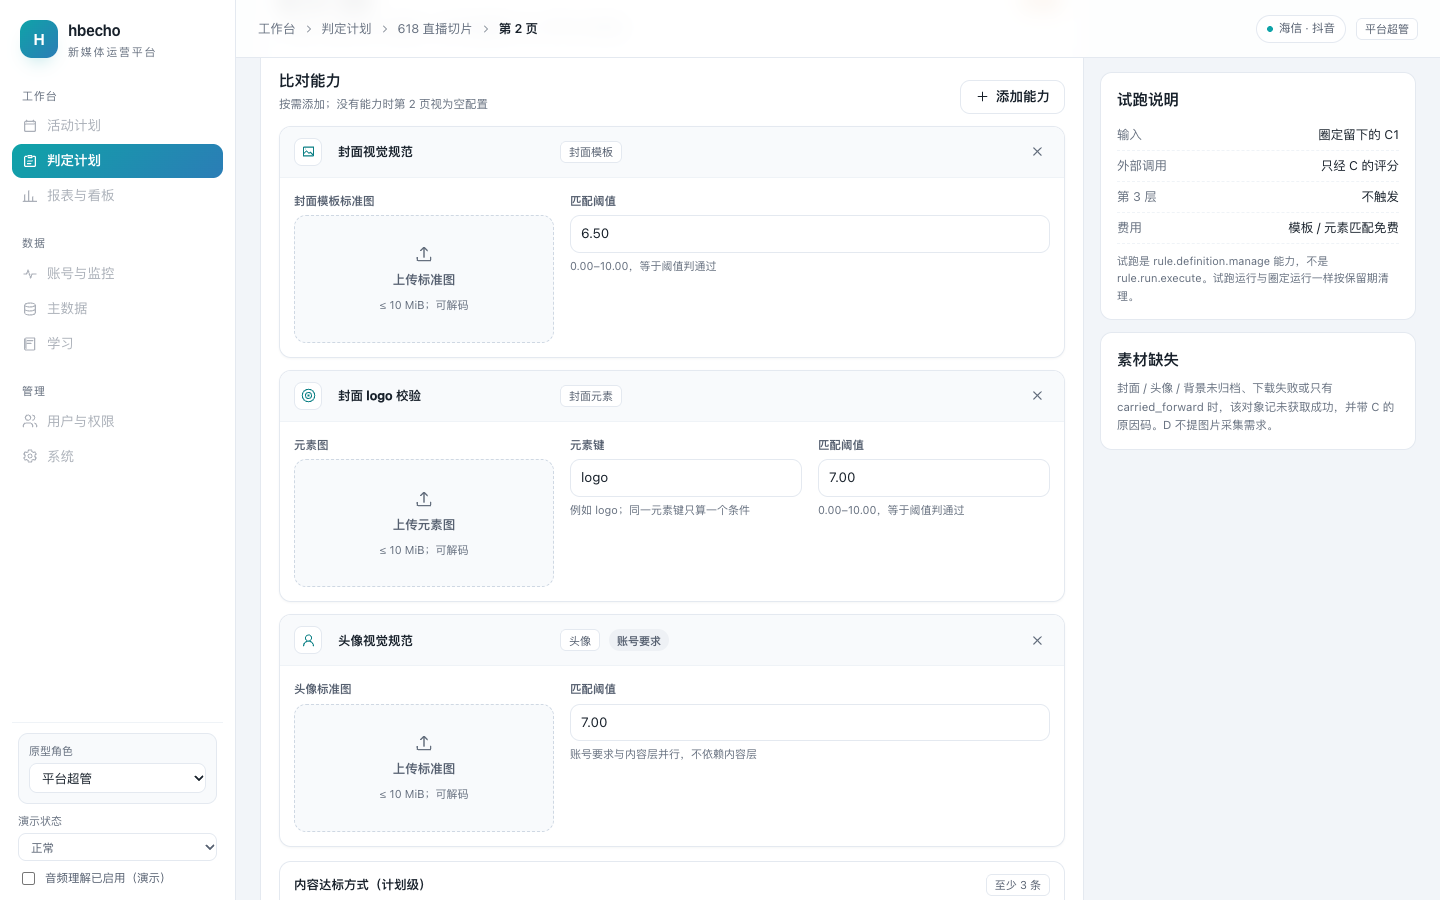 H
hbecho
新媒体运营平台
工作台
活动计划
判定计划
报表与看板
数据
账号与监控
主数据
学习
管理
用户与权限
系统
原型角色
平台超管
演示状态
正常
音频理解已启用（演示）
工作台 > 判定计划 > 618 直播切片 > 第 2 页
海信 · 抖音
平台超管
比对能力
按需添加；没有能力时第 2 页视为空配置
添加能力
封面视觉规范 封面模板
封面模板标准图
上传标准图
≤ 10 MiB；可解码
匹配阈值
6.50
0.00–10.00，等于阈值判通过
封面 logo 校验 封面元素
元素图
上传元素图
≤ 10 MiB；可解码
元素键
logo
例如 logo；同一元素键只算一个条件
匹配阈值
7.00
0.00–10.00，等于阈值判通过
头像视觉规范 头像 账号要求
头像标准图
上传标准图
≤ 10 MiB；可解码
匹配阈值
7.00
账号要求与内容层并行，不依赖内容层
内容达标方式（计划级） 至少 3 条
试跑说明
输入 圈定留下的 C1
外部调用 只经 C 的评分
第 3 层 不触发
费用 模板 / 元素匹配免费
试跑是 rule.definition.manage 能力，不是
rule.run.execute。试跑运行与圈定运行一样按保留期清
理。
素材缺失
封面 / 头像 / 背景未归档、下载失败或只有
carried_forward 时，该对象记未获取成功，并带 C 的
原因码。D 不提图片采集需求。